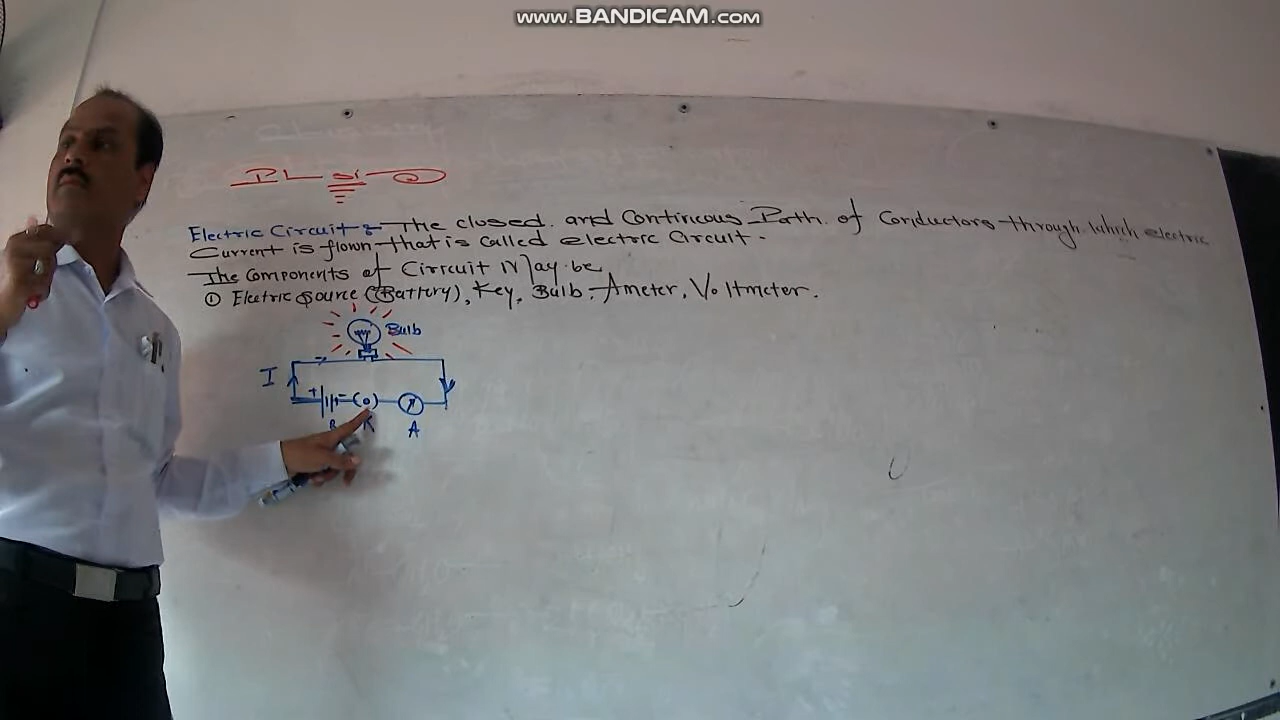 www.BANDICAM.com
Electric Circuit :- The closed and Continuous Path of Conductors through which electric
Current is flown that is called electric Circuit.
The Components of Circuit May be
① Electric source (Battery), Key, Bulb, Ameter, Voltmeter.
Bulb
I
+ -
K A